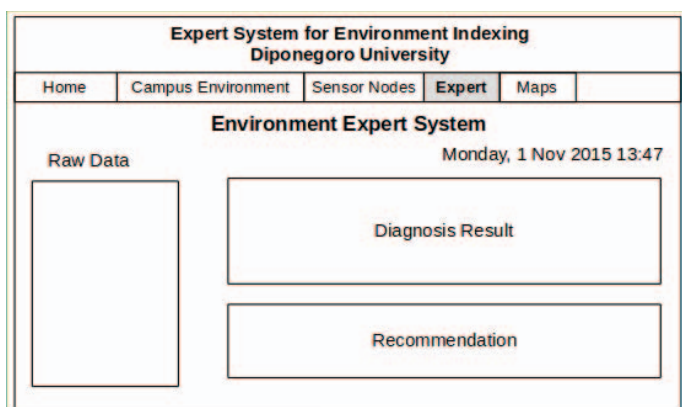 Expert System for Environment Indexing
Diponegoro University
Home Campus Environment Sensor Nodes Expert Maps
Environment Expert System
Monday, 1 Nov 2015 13:47
Raw Data
Diagnosis Result
Recommendation